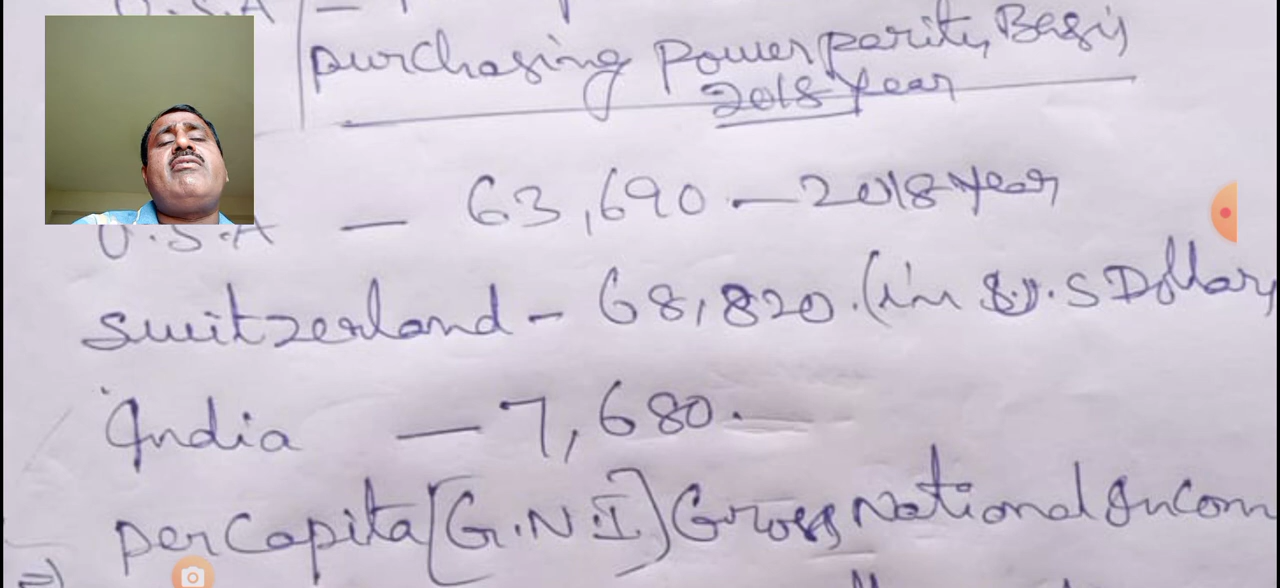 U.S.A
purchasing power parity Basis
2018 year
U.S.A — 63,690 — 2018 year
Switzerland - 68,820. (in U.S Dollar
India — 7,680.
per Capita [G.N.I] Gross National Incom